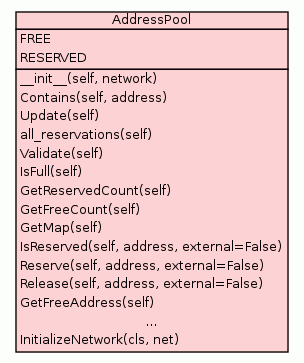 AddressPool
FREE
RESERVED
__init__(self, network)
Contains(self, address)
Update(self)
all_reservations(self)
Validate(self)
IsFull(self)
GetReservedCount(self)
GetFreeCount(self)
GetMap(self)
IsReserved(self, address, external=False)
Reserve(self, address, external=False)
Release(self, address, external=False)
GetFreeAddress(self)
...
InitializeNetwork(cls, net)